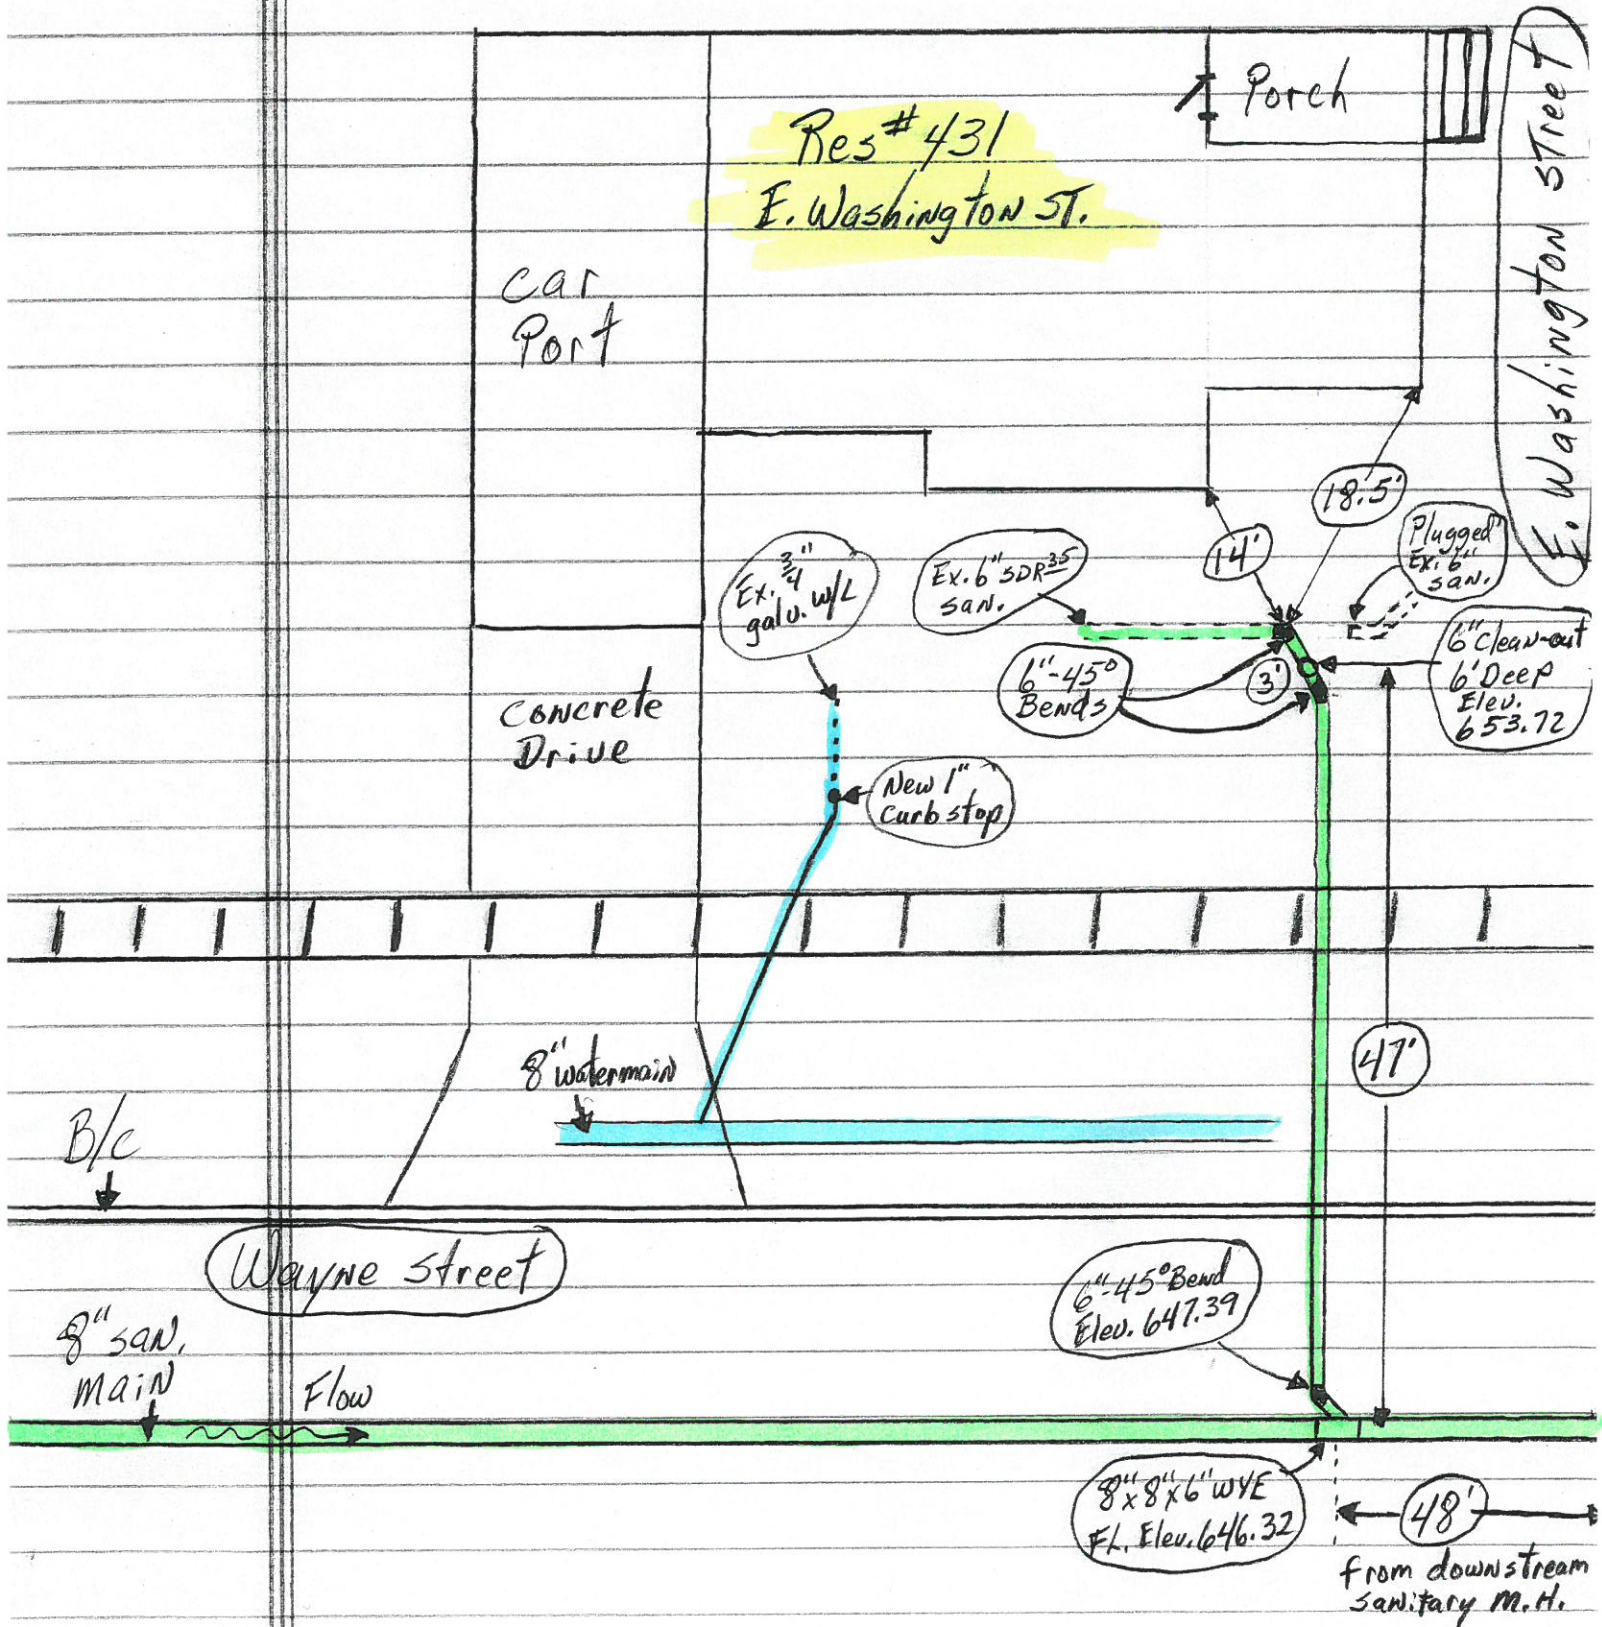 Porch
E. Washington Street
Res# 431
E. Washington ST.
Car
Port
18.5'
14'
Plugged
Ex. 6"
san.
Ex. 3/4"
galv. w/L
Ex. 6" SDR 35
san.
6" Clean-out
6' Deep
Elev.
653.72
6"-45°
Bends
3'
Concrete
Drive
New 1"
Curb stop
47'
8" watermain
B/C
Wayne Street
6"-45° Bend
Elev. 647.39
8" san.
main
Flow
8"x8"x6" WYE
FL. Elev. 646.32
48'
from downstream
sanitary M.H.